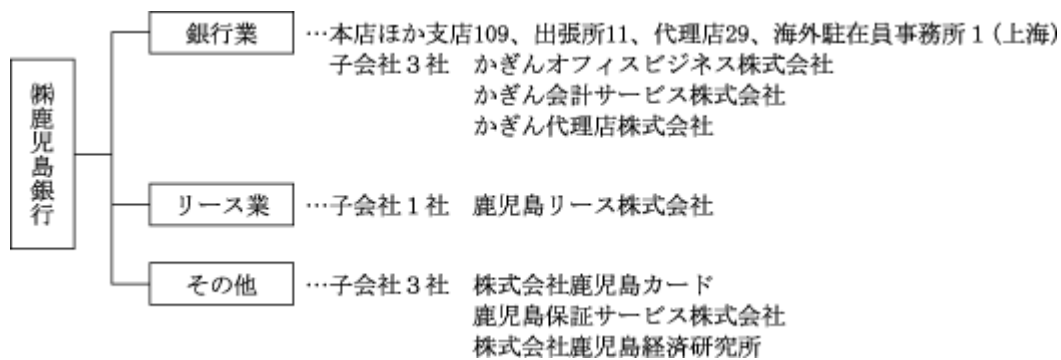 ㈱鹿児島銀行
銀行業 …本店ほか支店109、出張所11、代理店29、海外駐在員事務所1(上海)
子会社3社 かぎんオフィスビジネス株式会社
かぎん会計サービス株式会社
かぎん代理店株式会社
リース業 …子会社1社 鹿児島リース株式会社
その他 …子会社3社 株式会社鹿児島カード
鹿児島保証サービス株式会社
株式会社鹿児島経済研究所